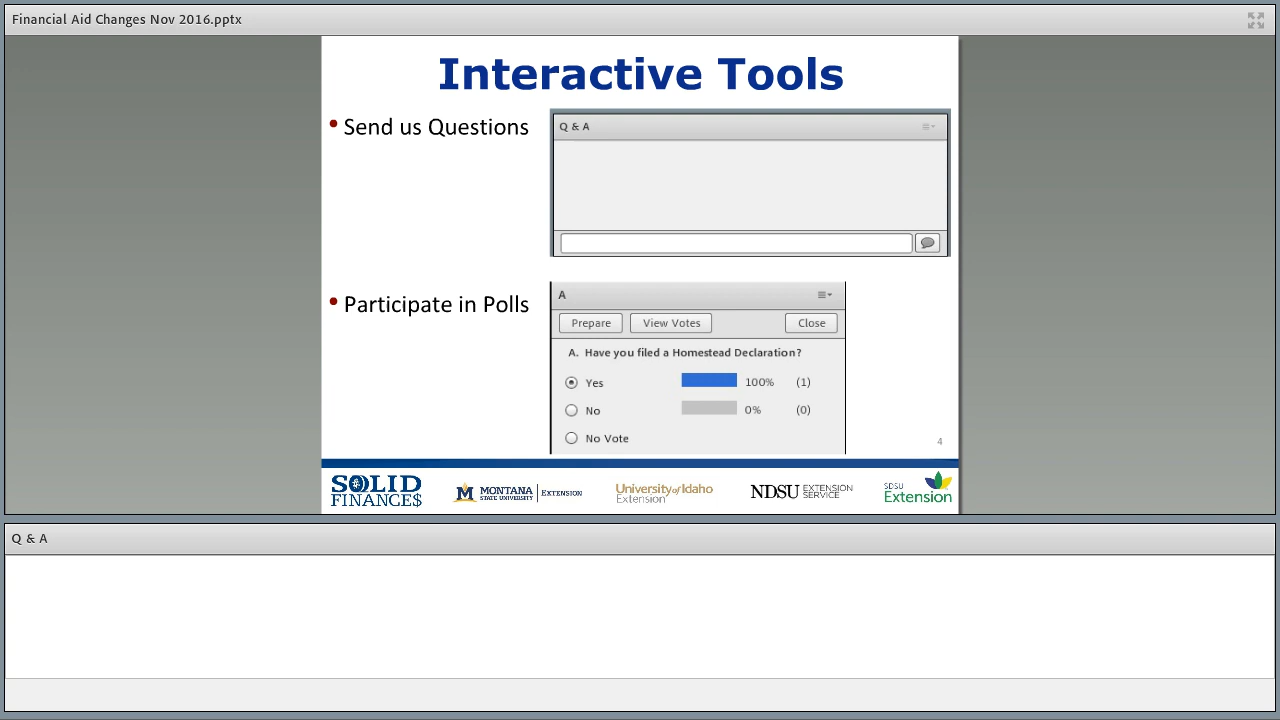 Financial Aid Changes Nov 2016.pptx
Interactive Tools
• Send us Questions
Q & A
• Participate in Polls
A
Prepare View Votes Close
A. Have you filed a Homestead Declaration?
Yes 100% (1)
No 0% (0)
No Vote
4
SOLID
FINANCE$
MONTANA
STATE UNIVERSITY
EXTENSION
University of Idaho
Extension
NDSU EXTENSION
SERVICE
SDSU
Extension
Q & A